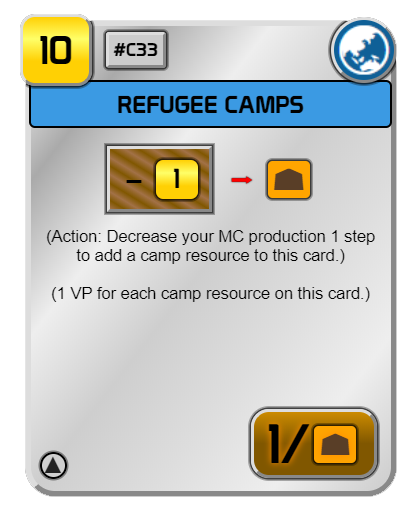 10
#C33
REFUGEE CAMPS
- 1
(Action: Decrease your MC production 1 step
to add a camp resource to this card.)
(1 VP for each camp resource on this card.)
1/